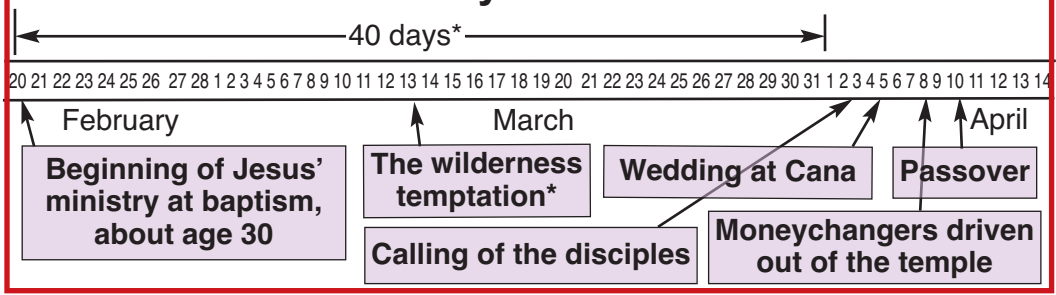 40 days*
20 21 22 23 24 25 26 27 28 1 2 3 4 5 6 7 8 9 10 11 12 13 14 15 16 17 18 19 20 21 22 23 24 25 26 27 28 29 30 31 1 2 3 4 5 6 7 8 9 10 11 12 13 14
February March April
Beginning of Jesus’
ministry at baptism,
about age 30
The wilderness
temptation*
Wedding at Cana
Passover
Calling of the disciples
Moneychangers driven
out of the temple